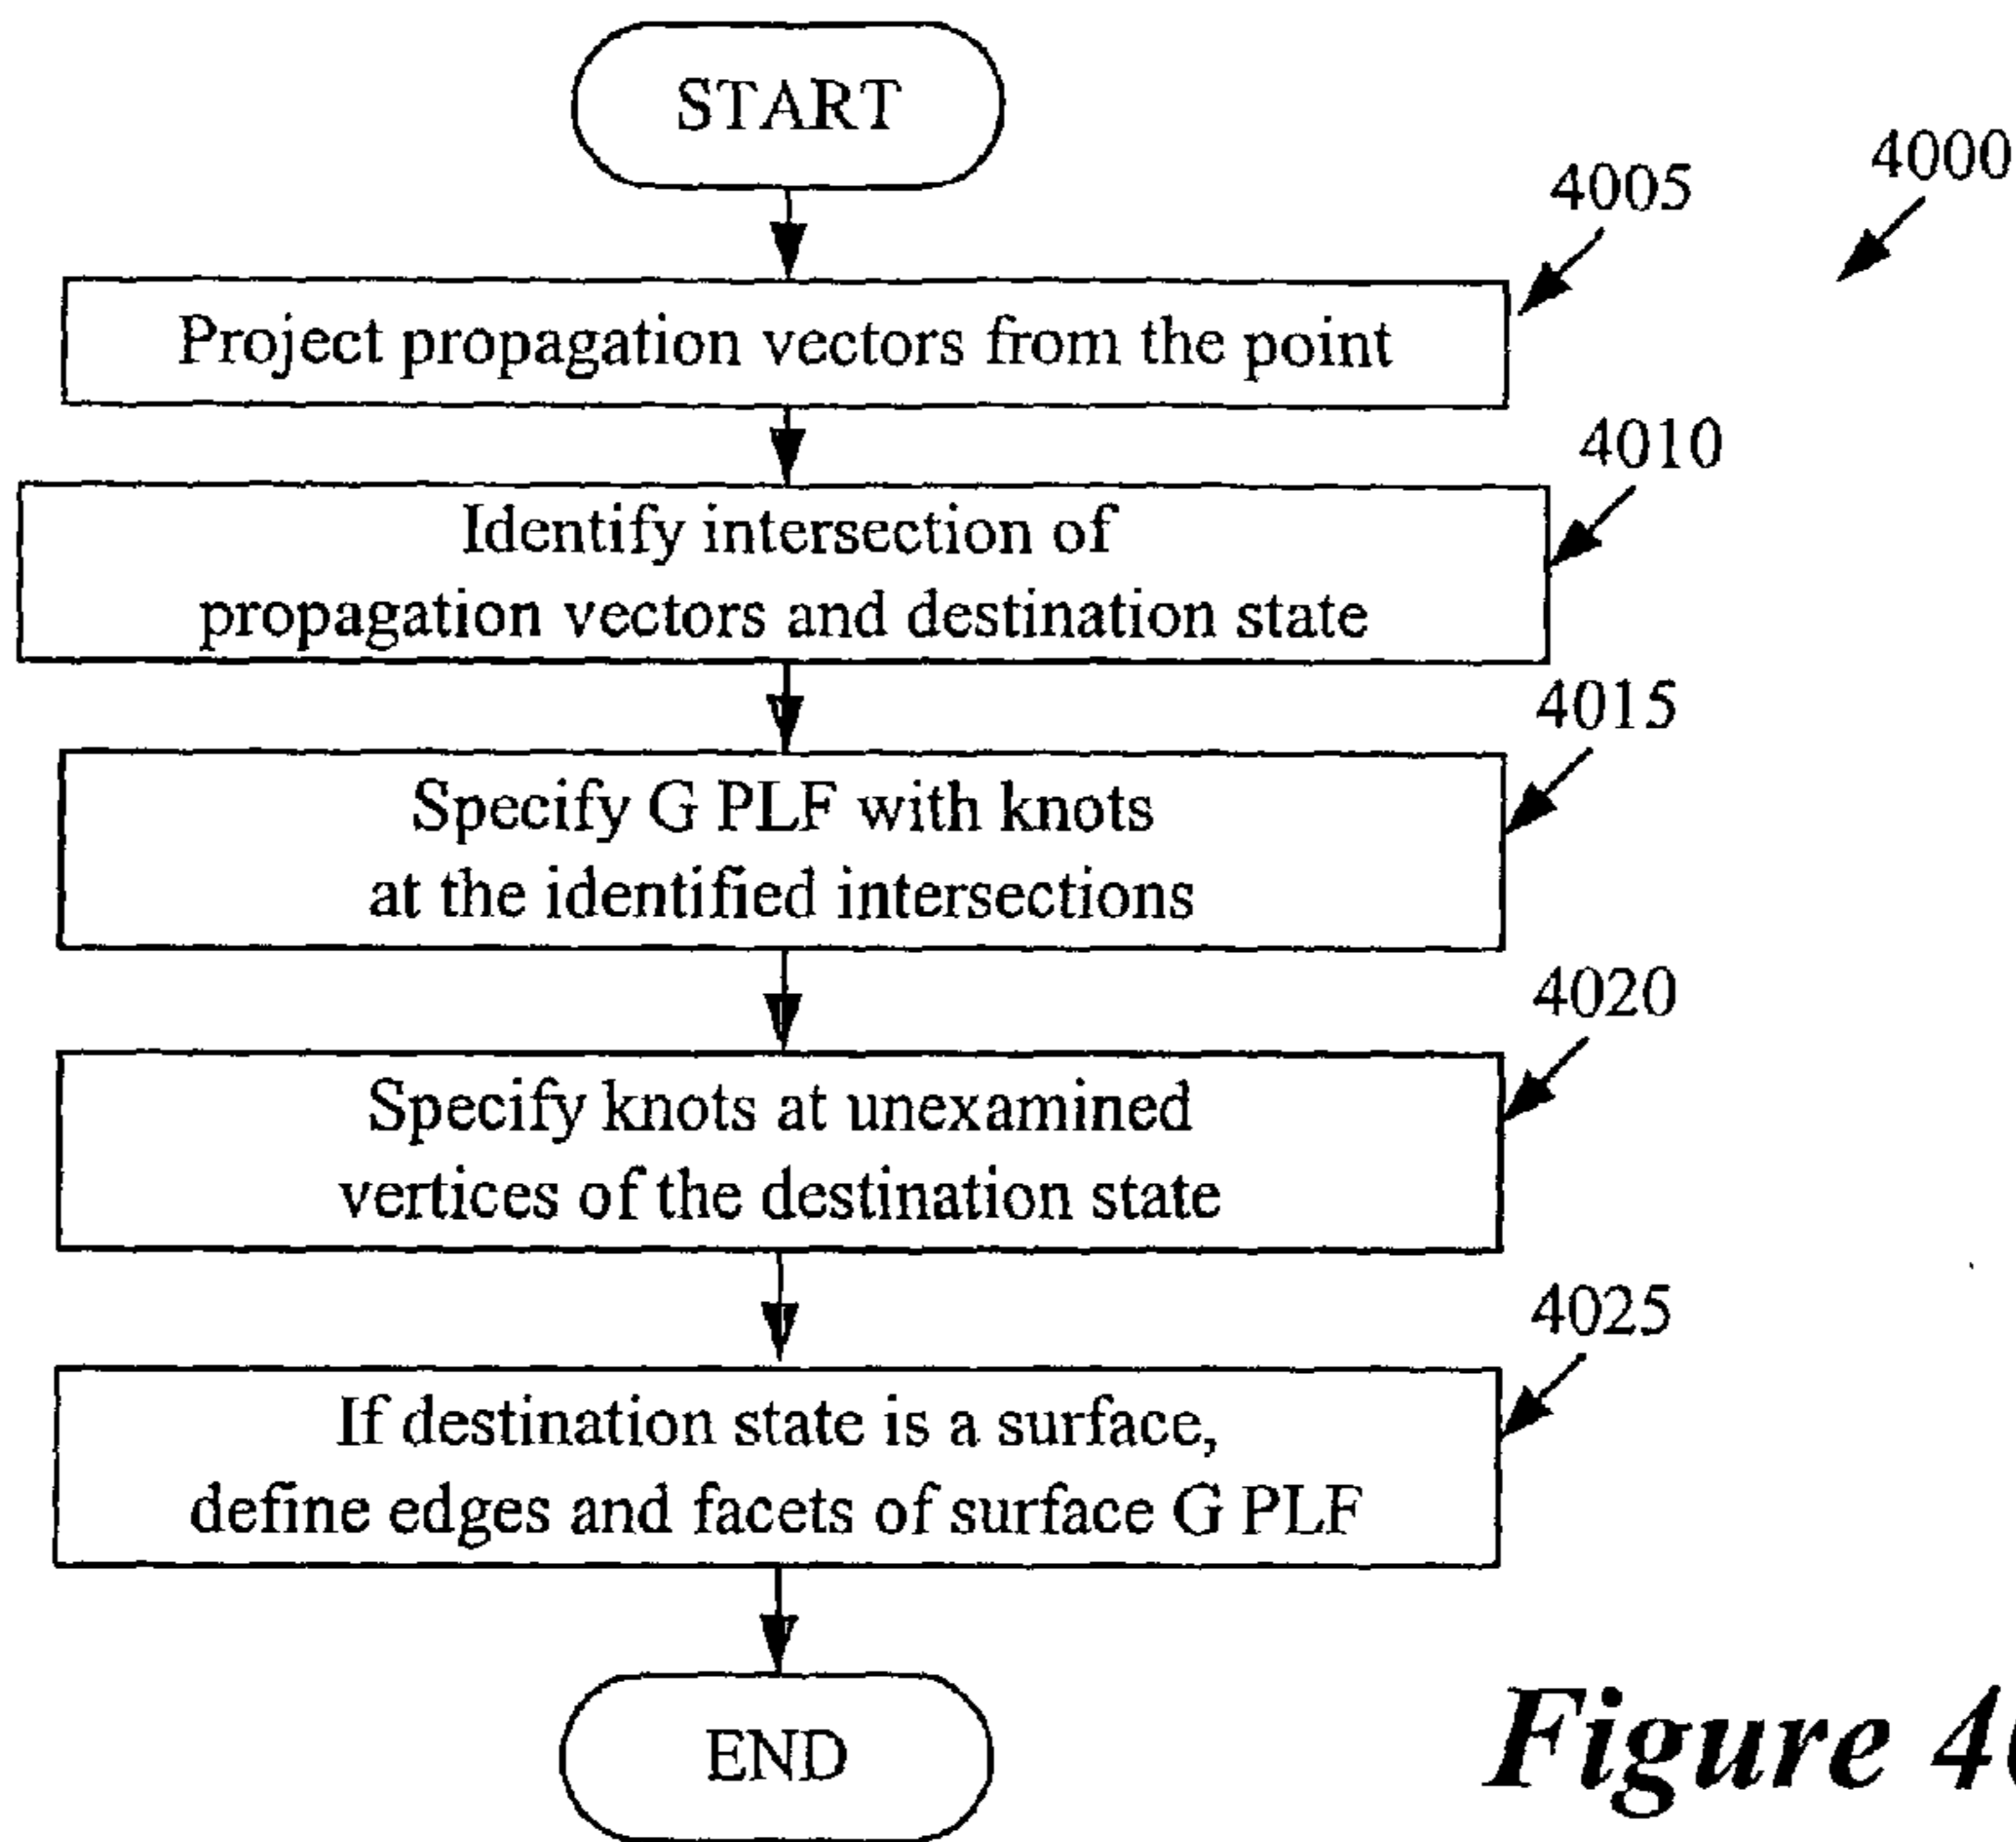 START
4000
4005
Project propagation vectors from the point
4010
Identify intersection of
propagation vectors and destination state
4015
Specify G PLF with knots
at the identified intersections
4020
Specify knots at unexamined
vertices of the destination state
4025
If destination state is a surface,
define edges and facets of surface G PLF
END
Figure